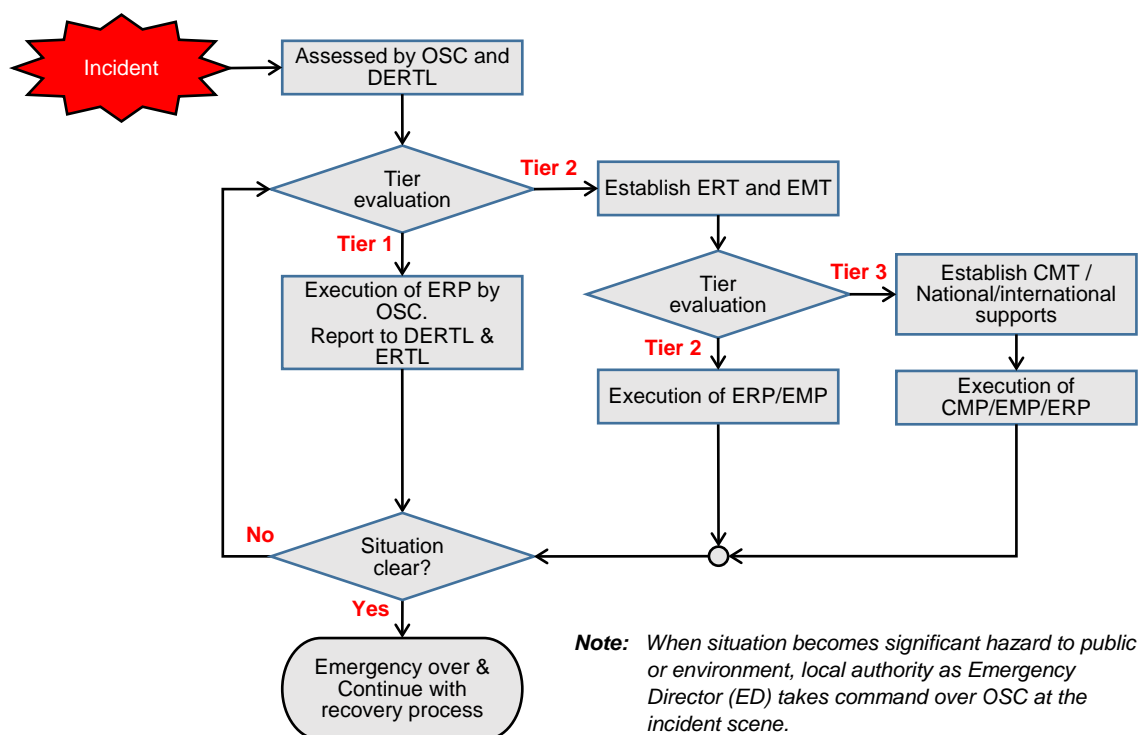 Incident
Assessed by OSC and
DERTL
Tier
evaluation
Tier 2
Establish ERT and EMT
Tier 1
Execution of ERP by
OSC.
Report to DERTL &
ERTL
Tier
evaluation
Tier 3
Establish CMT /
National/international
supports
Tier 2
Execution of ERP/EMP
Execution of
CMP/EMP/ERP
No
Situation
clear?
Yes
Emergency over &
Continue with
recovery process
Note: When situation becomes significant hazard to public
or environment, local authority as Emergency
Director (ED) takes command over OSC at the
incident scene.